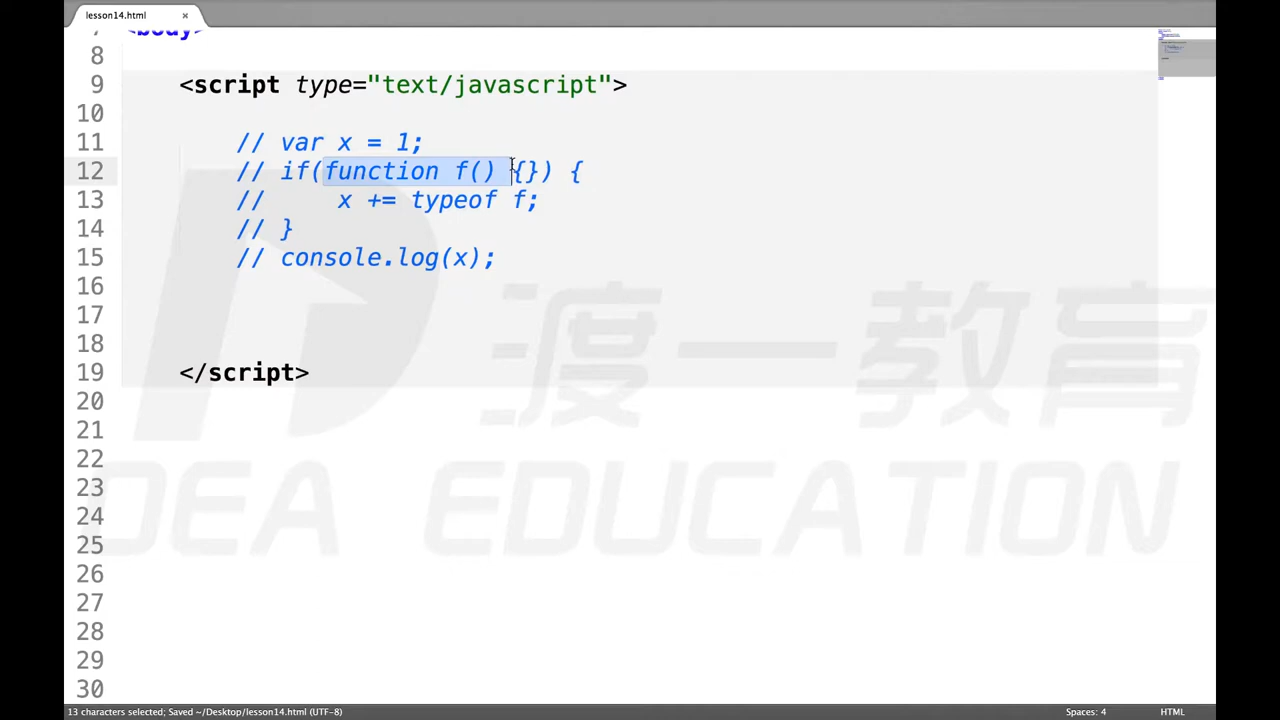 lesson14.html ×
7 <body>
8
9 <script type="text/javascript">
10
11 // var x = 1;
12 // if(function f() {}) {
13 // x += typeof f;
14 // }
15 // console.log(x);
16
17
18
19 </script>
20
21
22
23
24
25
26
27
28
29
30
渡一教育
DEA EDUCATION
13 characters selected; Saved ~/Desktop/lesson14.html (UTF-8) Spaces: 4 HTML